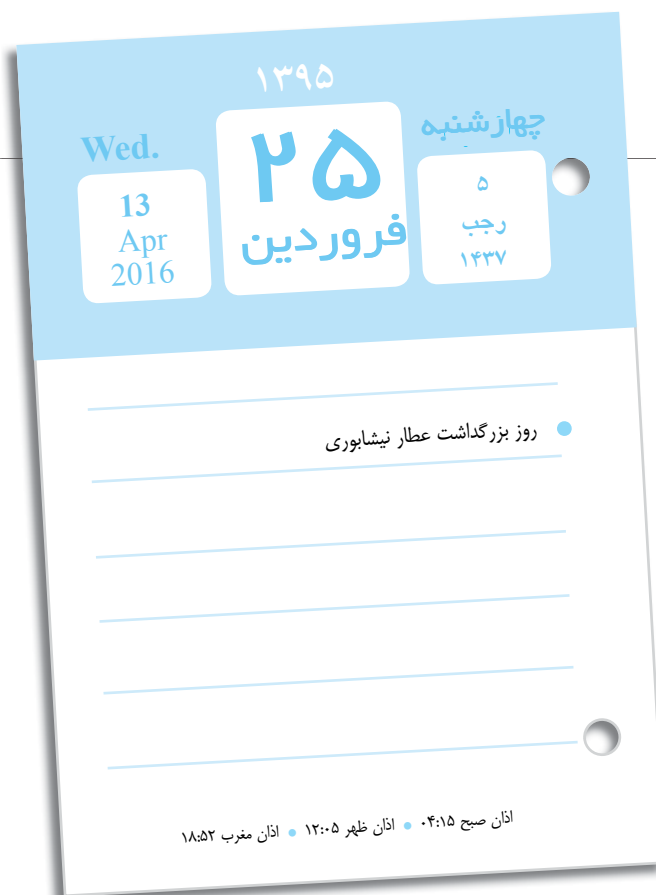 ۱۳۹۵
چهارشنبه
۵
رجب
۱۴۳۷
۲۵
فروردین
Wed.
13
Apr
2016
روز بزرگداشت عطار نیشابوری
اذان صبح ۰۴:۱۵ • اذان ظهر ۱۲:۰۵ • اذان مغرب ۱۸:۵۲